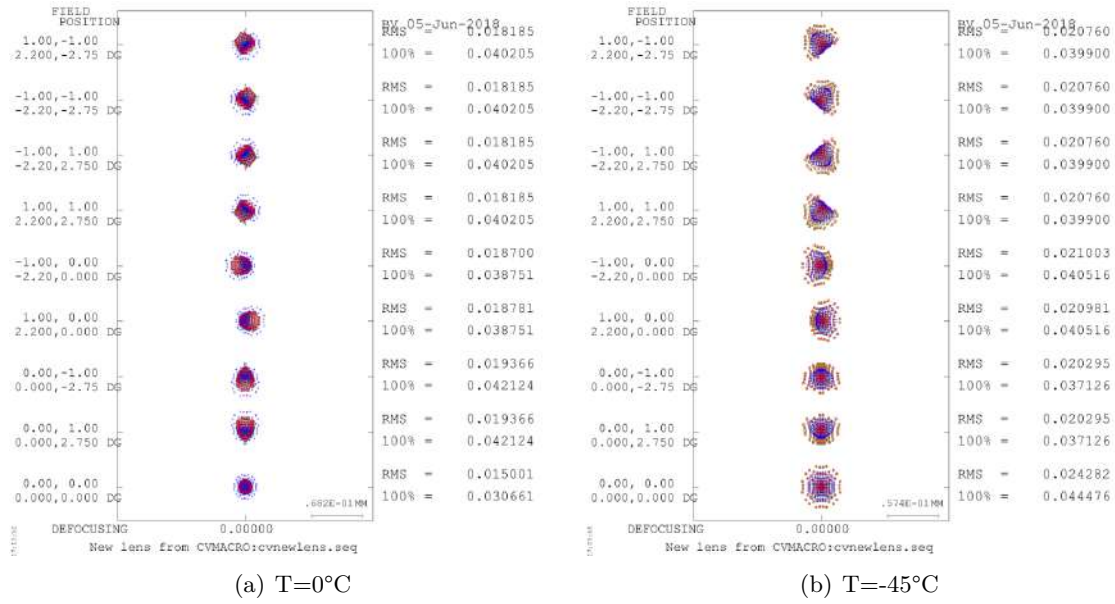 FIELD
POSITION
BV 05-Jun-2018
1.00, -1.00
2.200,-2.75 DG
RMS = 0.018185
100% = 0.040205
-1.00, -1.00
-2.20,-2.75 DG
RMS = 0.018185
100% = 0.040205
-1.00, 1.00
-2.20,2.750 DG
RMS = 0.018185
100% = 0.040205
1.00, 1.00
2.200,2.750 DG
RMS = 0.018185
100% = 0.040205
-1.00, 0.00
-2.20,0.000 DG
RMS = 0.018700
100% = 0.038751
1.00, 0.00
2.200,0.000 DG
RMS = 0.018781
100% = 0.038751
0.00,-1.00
0.000,-2.75 DG
RMS = 0.019366
100% = 0.042124
0.00, 1.00
0.000,2.750 DG
RMS = 0.019366
100% = 0.042124
0.00, 0.00
0.000,0.000 DG
RMS = 0.015001
100% = 0.030661
.682E-01MM
DEFOCUSING 0.00000
New lens from CVMACRO:cvnewlens.seq
(a) T=0°C
FIELD
POSITION
BV 05-Jun-2018
1.00, -1.00
2.200,-2.75 DG
RMS = 0.020760
100% = 0.039900
-1.00, -1.00
-2.20,-2.75 DG
RMS = 0.020760
100% = 0.039900
-1.00, 1.00
-2.20,2.750 DG
RMS = 0.020760
100% = 0.039900
1.00, 1.00
2.200,2.750 DG
RMS = 0.020760
100% = 0.039900
-1.00, 0.00
-2.20,0.000 DG
RMS = 0.021003
100% = 0.040516
1.00, 0.00
2.200,0.000 DG
RMS = 0.020981
100% = 0.040516
0.00,-1.00
0.000,-2.75 DG
RMS = 0.020295
100% = 0.037126
0.00, 1.00
0.000,2.750 DG
RMS = 0.020295
100% = 0.037126
0.00, 0.00
0.000,0.000 DG
RMS = 0.024282
100% = 0.044476
.574E-01MM
DEFOCUSING 0.00000
New lens from CVMACRO:cvnewlens.seq
(b) T=-45°C